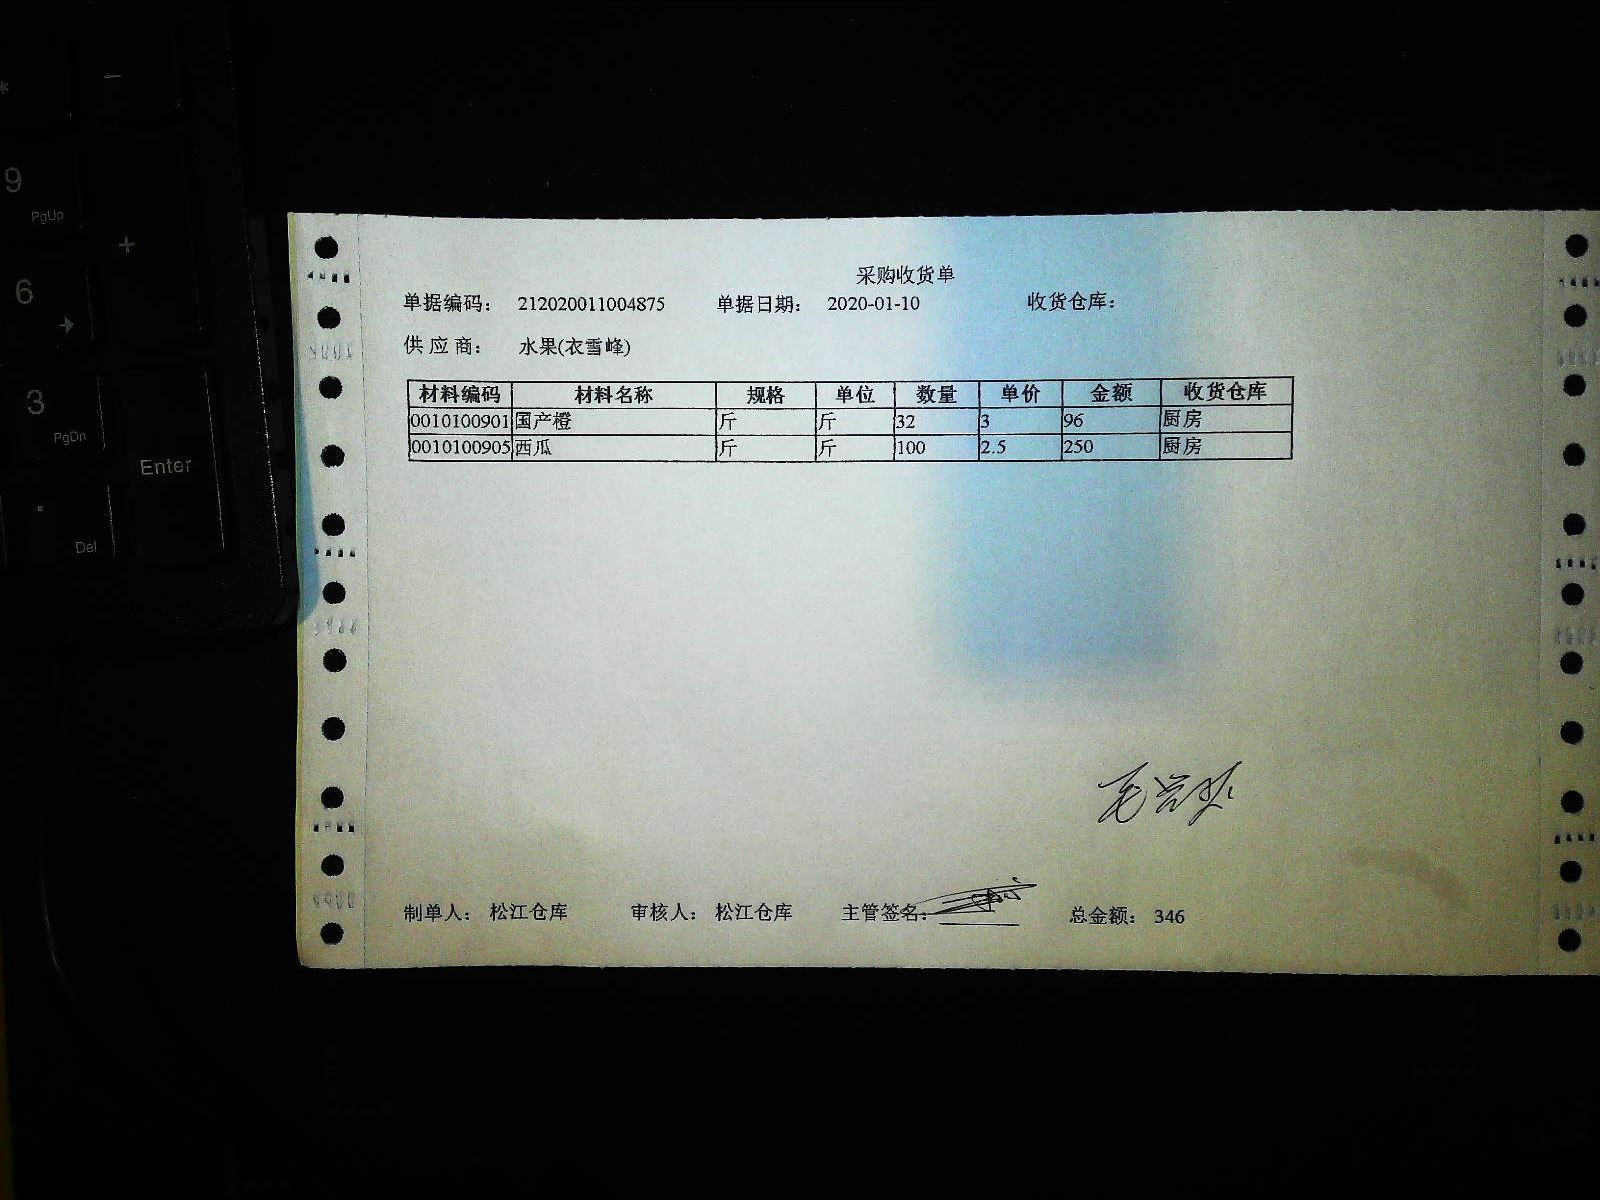 *
−
9
PgUp
+
6
3
PgDn
Enter
.
Del
采购收货单
单据编码： 212020011004875 单据日期： 2020-01-10 收货仓库：
供应商： 水果(衣雪峰)
材料编码 材料名称 规格 单位 数量 单价 金额 收货仓库
0010100901 国产橙 斤 斤 32 3 96 厨房
0010100905 西瓜 斤 斤 100 2.5 250 厨房
制单人： 松江仓库 审核人： 松江仓库 主管签名： 总金额： 346